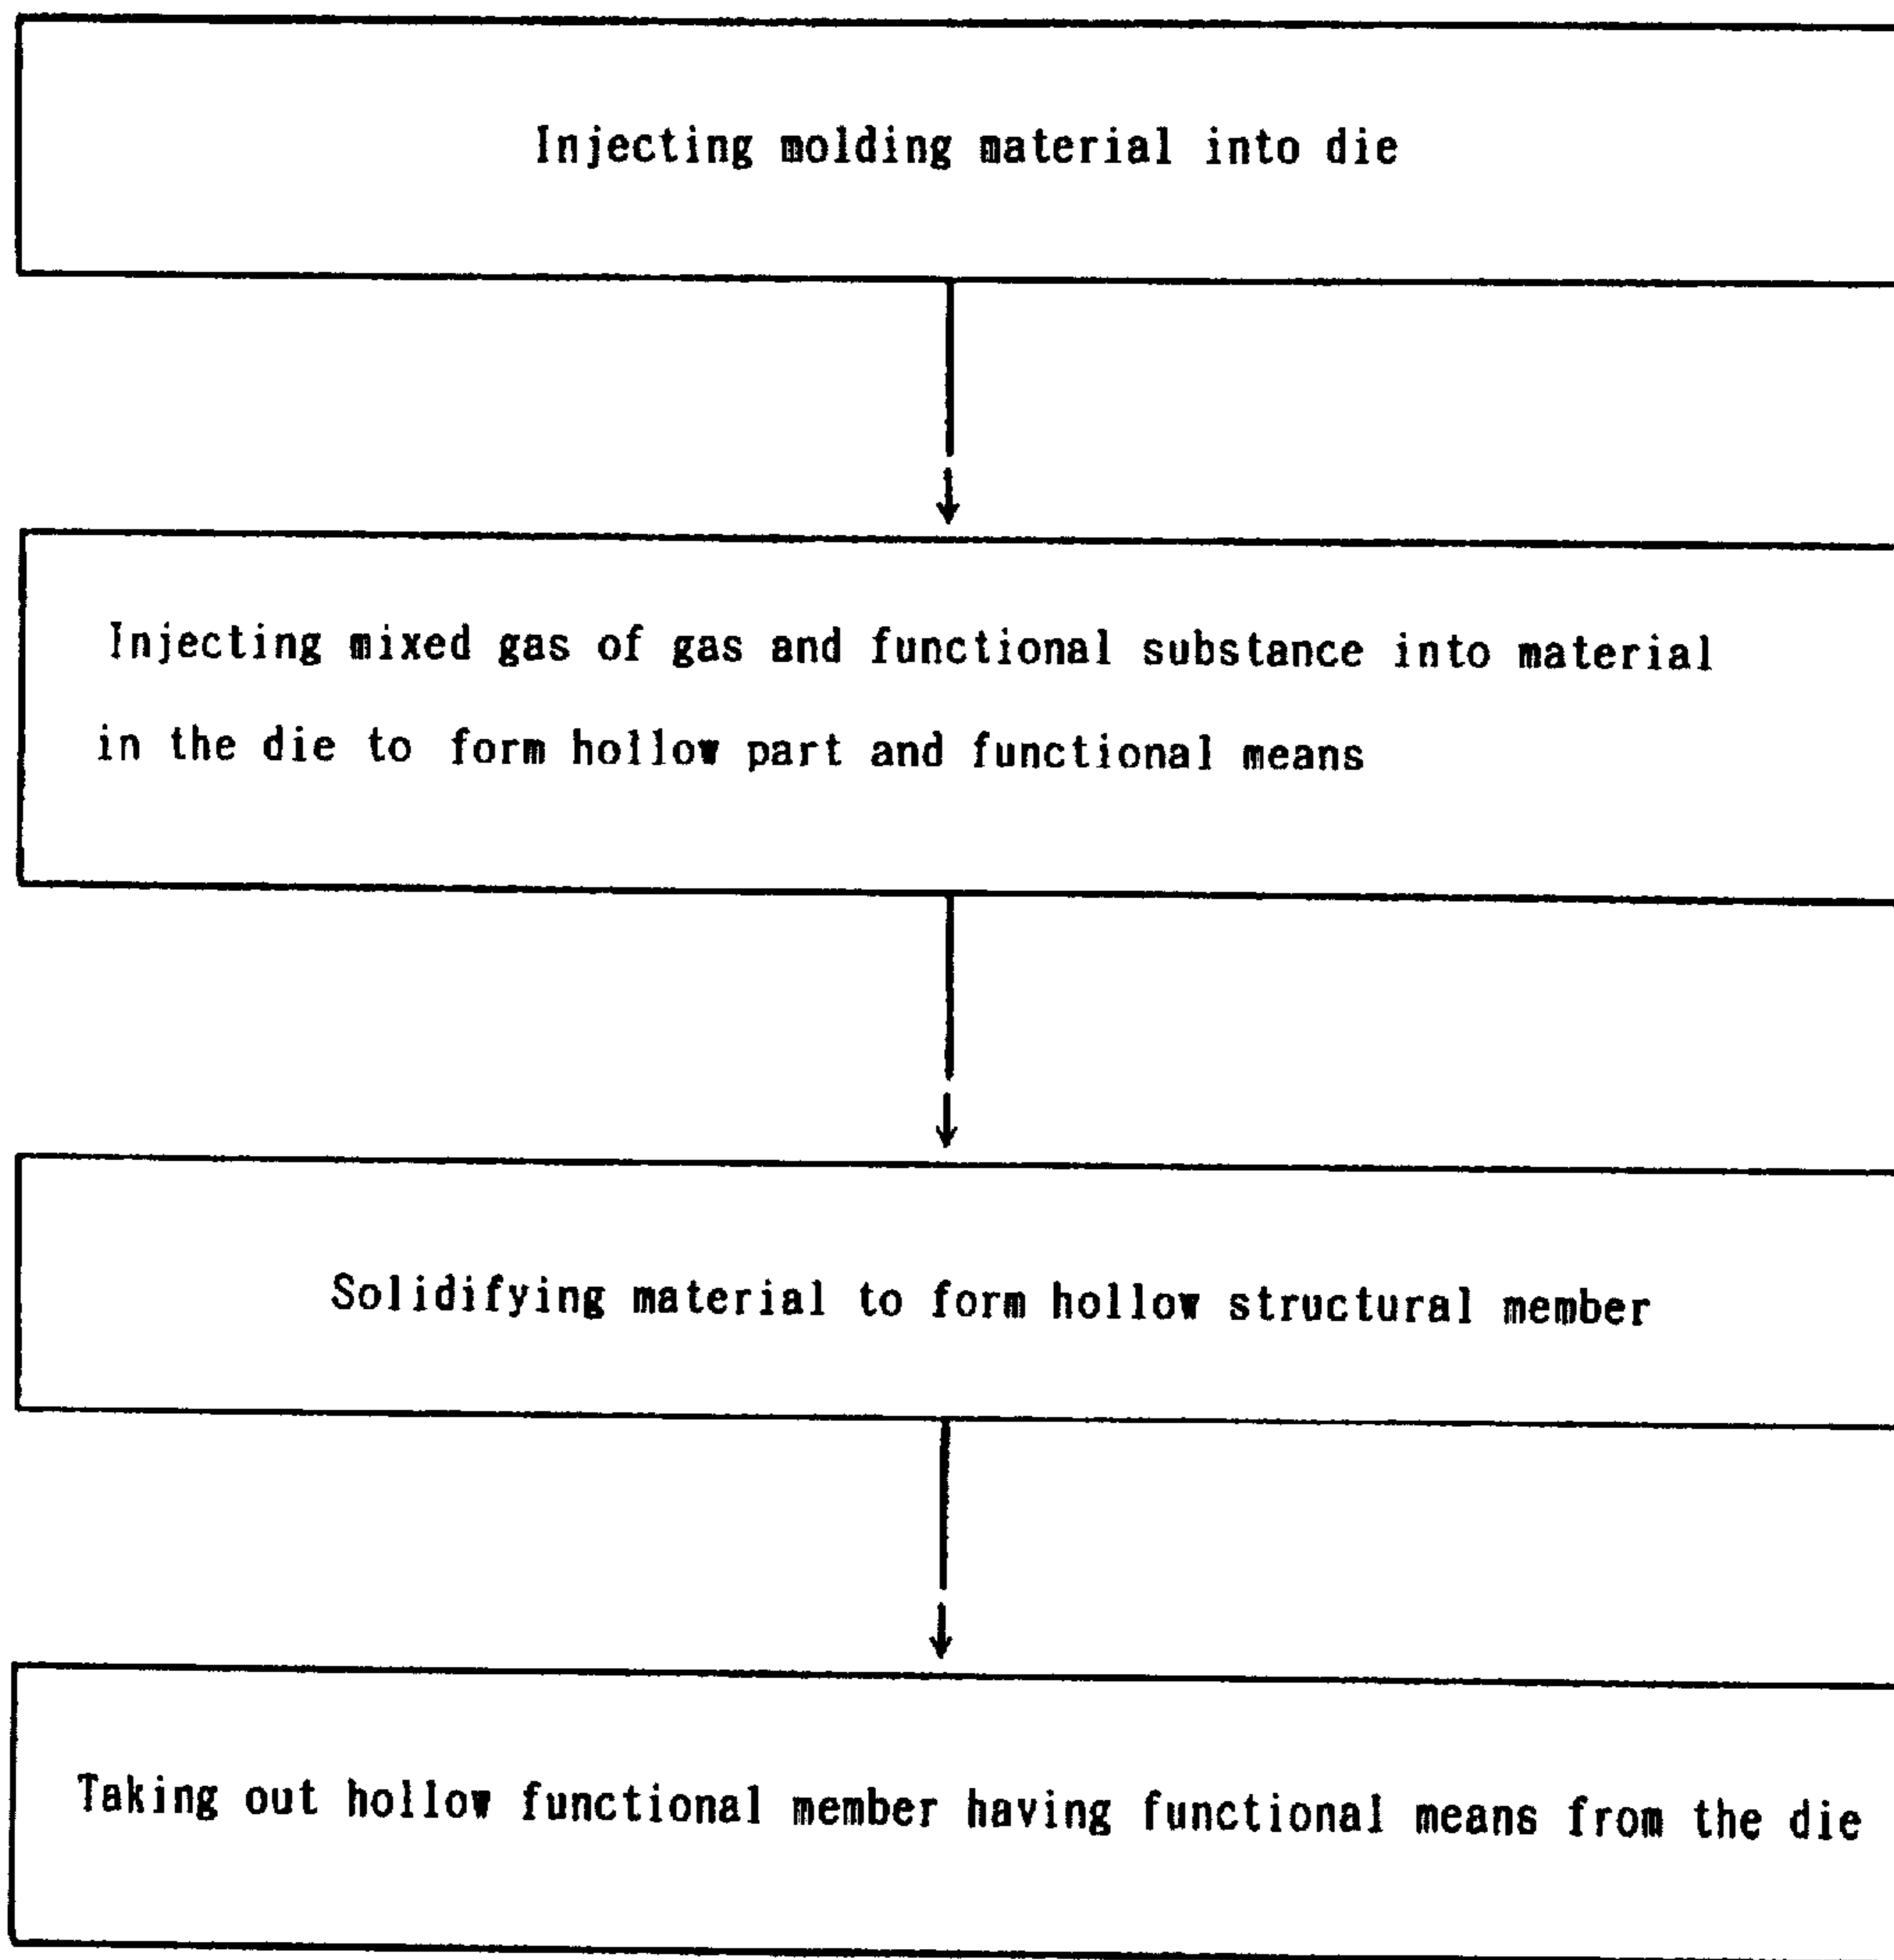 Injecting molding material into die
Injecting mixed gas of gas and functional substance into material
in the die to form hollow part and functional means
Solidifying material to form hollow structural member
Taking out hollow functional member having functional means from the die